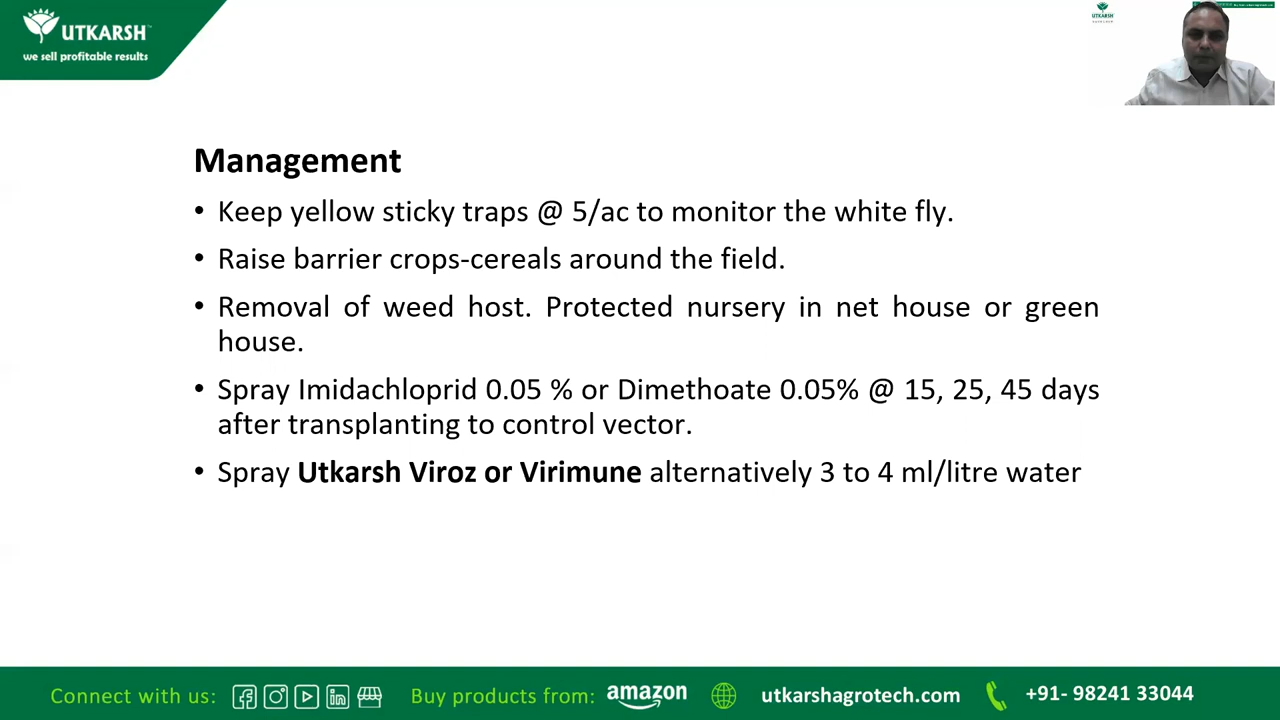 UTKARSH™
we sell profitable results
UTKARSH
Management
• Keep yellow sticky traps @ 5/ac to monitor the white fly.
• Raise barrier crops-cereals around the field.
• Removal of weed host. Protected nursery in net house or green
house.
• Spray Imidachloprid 0.05 % or Dimethoate 0.05% @ 15, 25, 45 days
after transplanting to control vector.
• Spray Utkarsh Viroz or Virimune alternatively 3 to 4 ml/litre water
Connect with us: Buy products from: amazon utkarshagrotech.com +91- 98241 33044